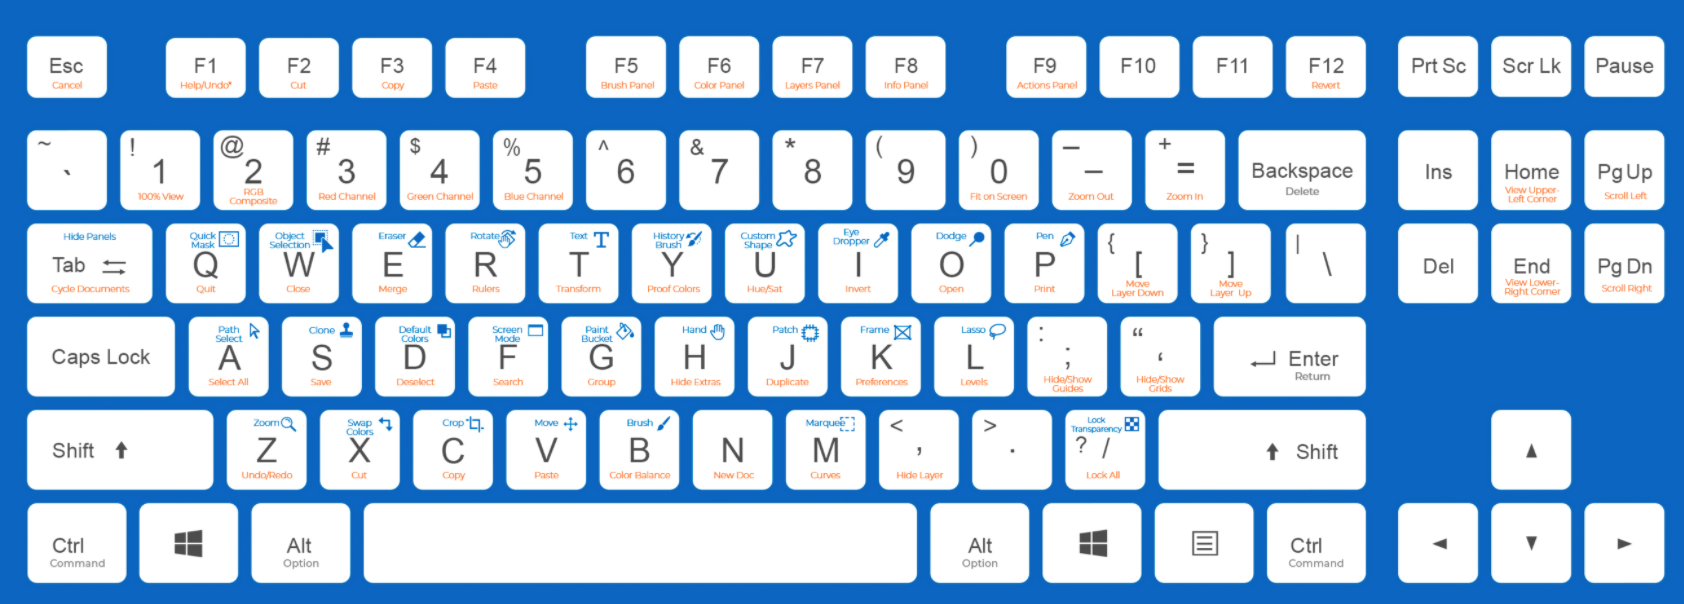 Esc
Cancel
F1
Help/Undo*
F2
Cut
F3
Copy
F4
Paste
F5
Brush Panel
F6
Color Panel
F7
Layers Panel
F8
Info Panel
F9
Actions Panel
F10
F11
F12
Revert
Prt Sc
Scr Lk
Pause
~
`
!
1
100% View
@
2
RGB
Composite
#
3
Red Channel
$
4
Green Channel
%
5
Blue Channel
^
6
&
7
*
8
(
9
)
0
Fit on Screen
—
–
Zoom Out
+
=
Zoom In
Backspace
Delete
Ins
Home
View Upper-
Left Corner
Pg Up
Scroll Left
Hide Panels
Tab
Cycle Documents
Quick
Mask
Q
Quit
Object
Selection
W
Close
Eraser
E
Merge
Rotate
R
Rulers
Text
T
Transform
History
Brush
Y
Proof Colors
Custom
Shape
U
Hue/Sat
Eye
Dropper
I
Invert
Dodge
O
Open
Pen
P
Print
{
[
Move
Layer Down
}
]
Move
Layer Up
|
\
Del
End
View Lower-
Right Corner
Pg Dn
Scroll Right
Caps Lock
Path
Select
A
Select All
Clone
S
Save
Default
Colors
D
Deselect
Screen
Mode
F
Search
Paint
Bucket
G
Group
Hand
H
Hide Extras
Patch
J
Duplicate
Frame
K
Preferences
Lasso
L
Levels
:
;
Hide/Show
Guides
“
‘
Hide/Show
Grids
Enter
Return
Shift
Zoom
Z
Undo/Redo
Swap
Colors
X
Cut
Crop
C
Copy
Move
V
Paste
Brush
B
Color Balance
N
New Doc
Marquee
M
Curves
<
,
Hide Layer
>
.
Lock
Transparency
? /
Lock All
Shift
Ctrl
Command
Alt
Option
Alt
Option
Ctrl
Command